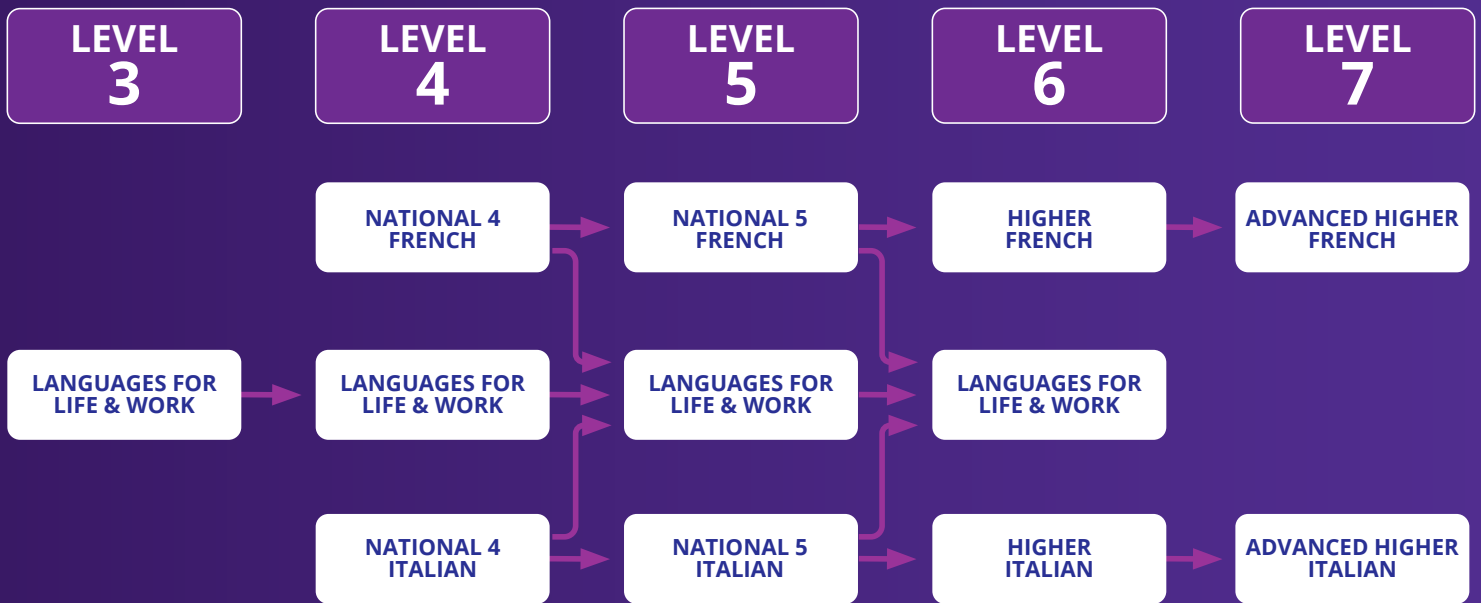 LEVEL
3
LEVEL
4
LEVEL
5
LEVEL
6
LEVEL
7
NATIONAL 4
FRENCH
NATIONAL 5
FRENCH
HIGHER
FRENCH
ADVANCED HIGHER
FRENCH
LANGUAGES FOR
LIFE & WORK
LANGUAGES FOR
LIFE & WORK
LANGUAGES FOR
LIFE & WORK
LANGUAGES FOR
LIFE & WORK
NATIONAL 4
ITALIAN
NATIONAL 5
ITALIAN
HIGHER
ITALIAN
ADVANCED HIGHER
ITALIAN